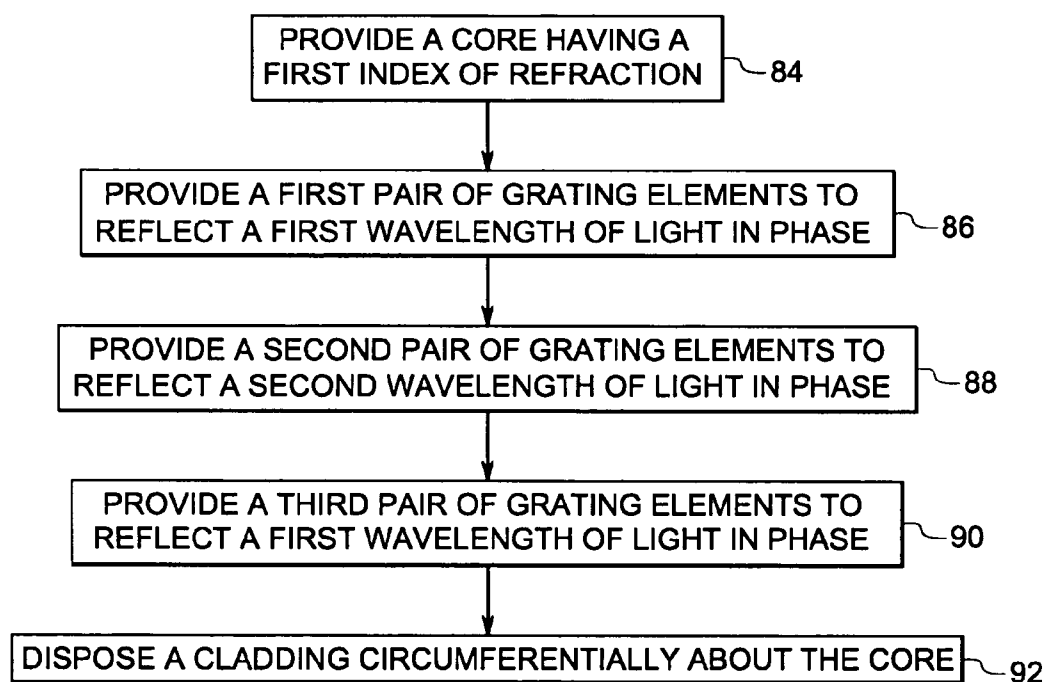 PROVIDE A CORE HAVING A
FIRST INDEX OF REFRACTION
84
PROVIDE A FIRST PAIR OF GRATING ELEMENTS TO
REFLECT A FIRST WAVELENGTH OF LIGHT IN PHASE
86
PROVIDE A SECOND PAIR OF GRATING ELEMENTS TO
REFLECT A SECOND WAVELENGTH OF LIGHT IN PHASE
88
PROVIDE A THIRD PAIR OF GRATING ELEMENTS TO
REFLECT A FIRST WAVELENGTH OF LIGHT IN PHASE
90
DISPOSE A CLADDING CIRCUMFERENTIALLY ABOUT THE CORE
92